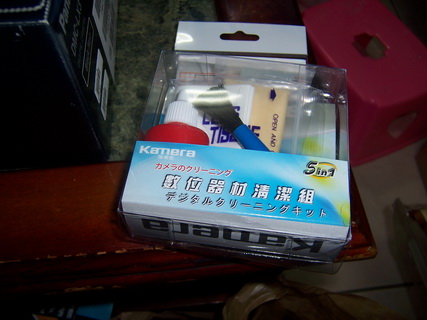 LENS
TISSUE
OPEN AND
Kamera
カメラのクリーニング
5in1
數位器材清潔組
デジタルクリーニングキット
Kamera